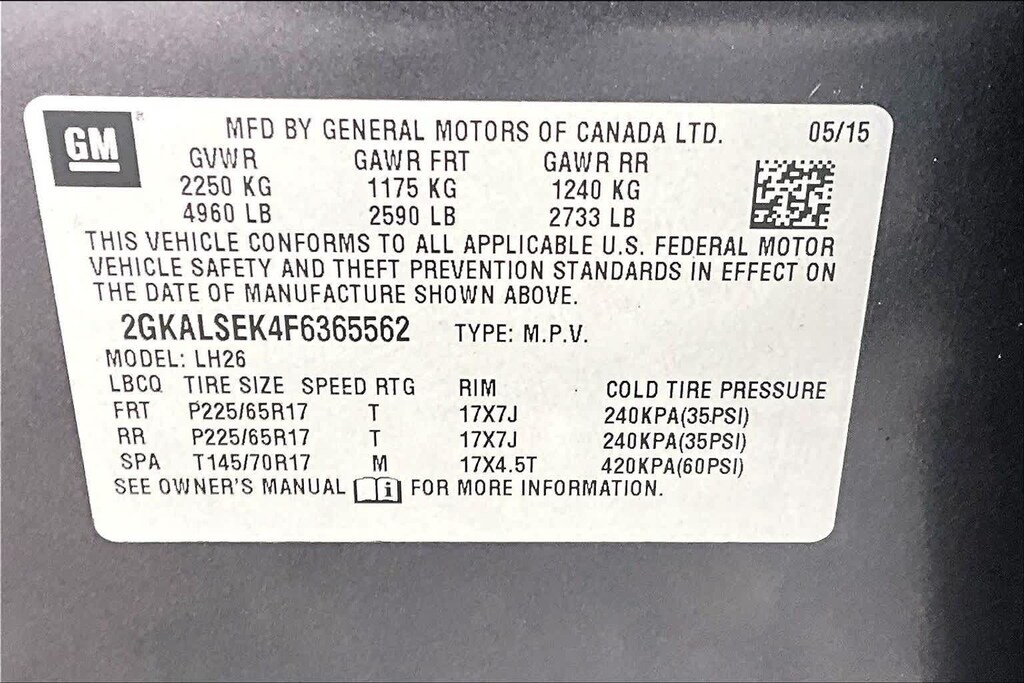 GM ®
MFD BY GENERAL MOTORS OF CANADA LTD. 05/15
GVWR GAWR FRT GAWR RR
2250 KG 1175 KG 1240 KG
4960 LB 2590 LB 2733 LB
THIS VEHICLE CONFORMS TO ALL APPLICABLE U.S. FEDERAL MOTOR
VEHICLE SAFETY AND THEFT PREVENTION STANDARDS IN EFFECT ON
THE DATE OF MANUFACTURE SHOWN ABOVE.
2GKALSEK4F6365562 TYPE: M.P.V.
MODEL: LH26
LBCQ TIRE SIZE SPEED RTG RIM COLD TIRE PRESSURE
FRT P225/65R17 T 17X7J 240KPA(35PSI)
RR P225/65R17 T 17X7J 240KPA(35PSI)
SPA T145/70R17 M 17X4.5T 420KPA(60PSI)
SEE OWNER'S MANUAL i FOR MORE INFORMATION.